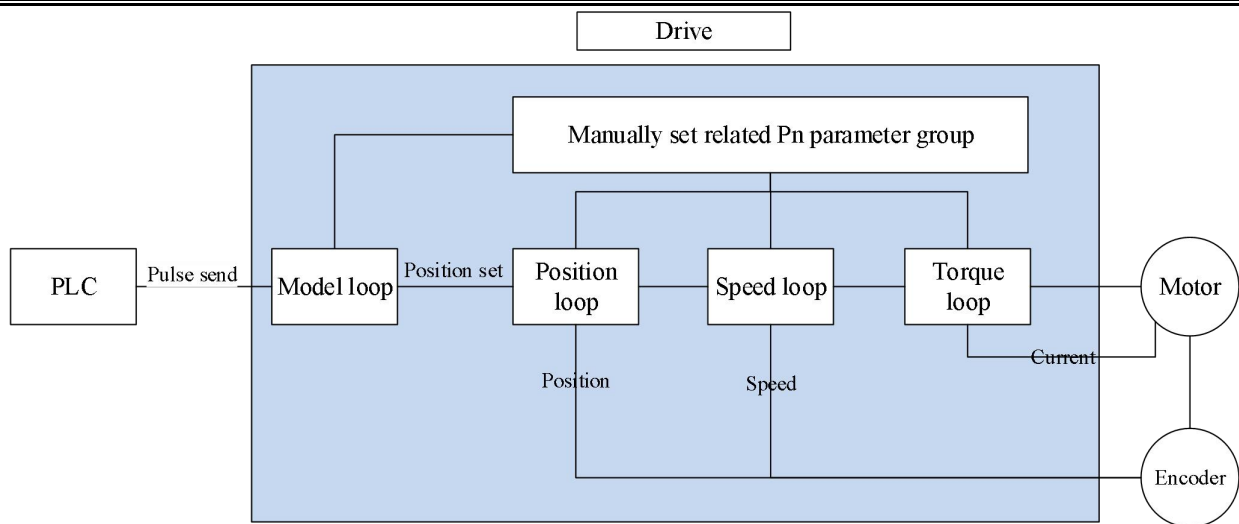 Drive
Manually set related Pn parameter group
PLC
Pulse send
Model loop
Position set
Position
loop
Speed loop
Torque
loop
Motor
Current
Position
Speed
Encoder